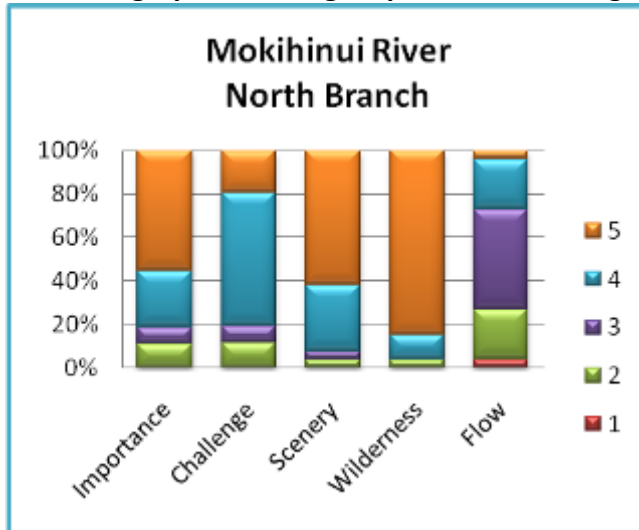 Mokihinui River
North Branch
100%
80%
60%
40%
20%
0%
Importance
Challenge
Scenery
Wilderness
Flow
5
4
3
2
1